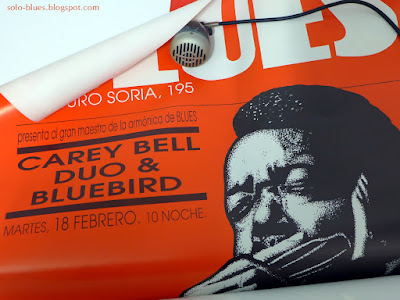 solo-blues.blogspot.com
URO SORIA, 195
presenta al gran maestro de la armónica de BLUES
CAREY BELL
DUO &
BLUEBIRD
MARTES, 18 FEBRERO. 10 NOCHE.